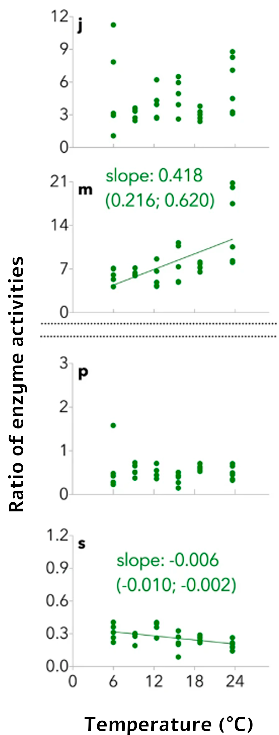 Ratio of enzyme activities
j
12
9
6
3
0
m
slope: 0.418
(0.216; 0.620)
21
14
7
0
p
3
2
1
0
s
slope: -0.006
(-0.010; -0.002)
1.2
0.9
0.6
0.3
0.0
0 6 12 18 24
Temperature (°C)